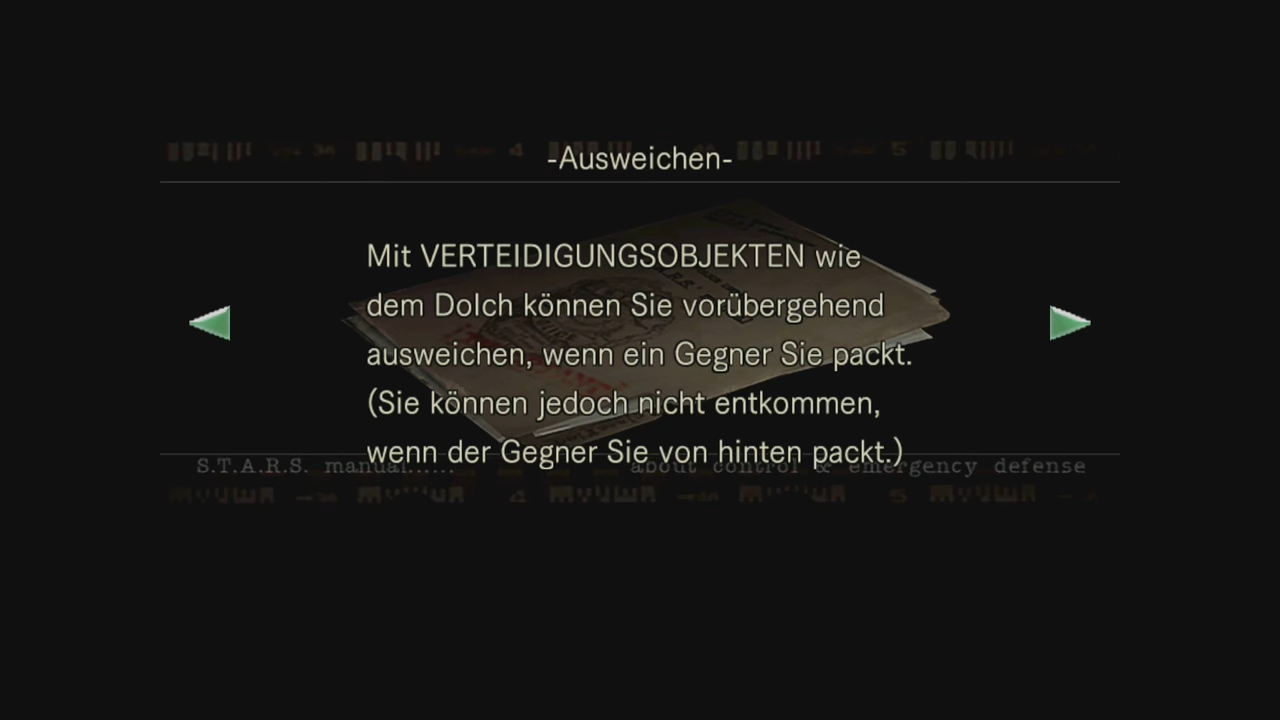 -Ausweichen-
Mit VERTEIDIGUNGSOBJEKTEN wie
dem Dolch können Sie vorübergehend
ausweichen, wenn ein Gegner Sie packt.
(Sie können jedoch nicht entkommen,
wenn der Gegner Sie von hinten packt.)
S.T.A.R.S. manual...... about control & emergency defense